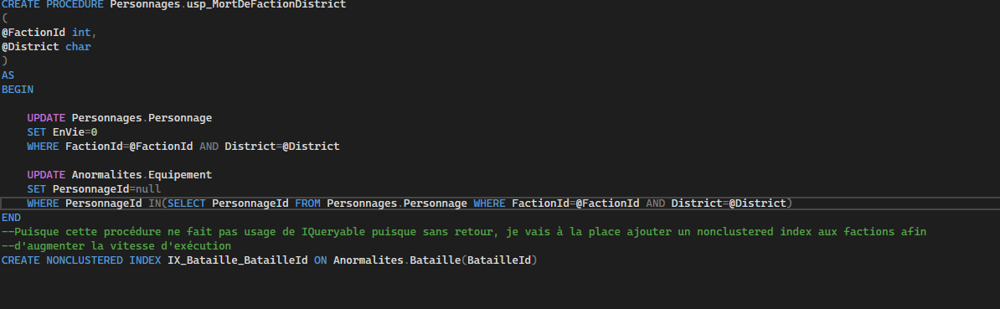 CREATE PROCEDURE Personnages.usp_MortDeFactionDistrict
(
@FactionId int,
@District char
)
AS
BEGIN
UPDATE Personnages.Personnage
SET EnVie=0
WHERE FactionId=@FactionId AND District=@District
UPDATE Anormalites.Equipement
SET PersonnageId=null
WHERE PersonnageId IN(SELECT PersonnageId FROM Personnages.Personnage WHERE FactionId=@FactionId AND District=@District)
END
--Puisque cette procédure ne fait pas usage de IQueryable puisque sans retour, je vais à la place ajouter un nonclustered index aux factions afin
--d'augmenter la vitesse d'exécution
CREATE NONCLUSTERED INDEX IX_Bataille_BatailleId ON Anormalites.Bataille(BatailleId)